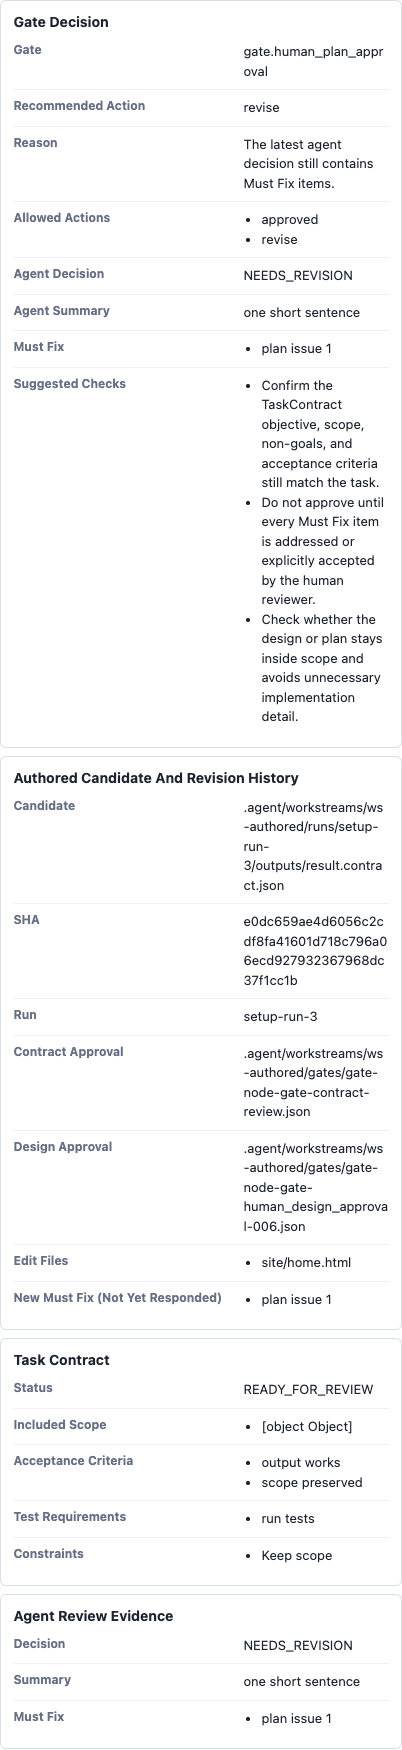 Gate Decision
Gate
gate.human_plan_appr
oval
Recommended Action
revise
Reason
The latest agent
decision still contains
Must Fix items.
Allowed Actions
• approved
• revise
Agent Decision
NEEDS_REVISION
Agent Summary
one short sentence
Must Fix
• plan issue 1
Suggested Checks
• Confirm the
TaskContract
objective, scope,
non-goals, and
acceptance criteria
still match the task.
• Do not approve until
every Must Fix item
is addressed or
explicitly accepted
by the human
reviewer.
• Check whether the
design or plan stays
inside scope and
avoids unnecessary
implementation
detail.
Authored Candidate And Revision History
Candidate
.agent/workstreams/ws
-authored/runs/setup-
run-
3/outputs/result.contra
ct.json
SHA
e0dc659ae4d6056c2c
df8fa41601d718c796a0
6ecd927932367968dc
37f1cc1b
Run
setup-run-3
Contract Approval
.agent/workstreams/ws
-authored/gates/gate-
node-gate-contract-
review.json
Design Approval
.agent/workstreams/ws
-authored/gates/gate-
node-gate-
human_design_approva
l-006.json
Edit Files
• site/home.html
New Must Fix (Not Yet Responded)
• plan issue 1
Task Contract
Status
READY_FOR_REVIEW
Included Scope
• [object Object]
Acceptance Criteria
• output works
• scope preserved
Test Requirements
• run tests
Constraints
• Keep scope
Agent Review Evidence
Decision
NEEDS_REVISION
Summary
one short sentence
Must Fix
• plan issue 1